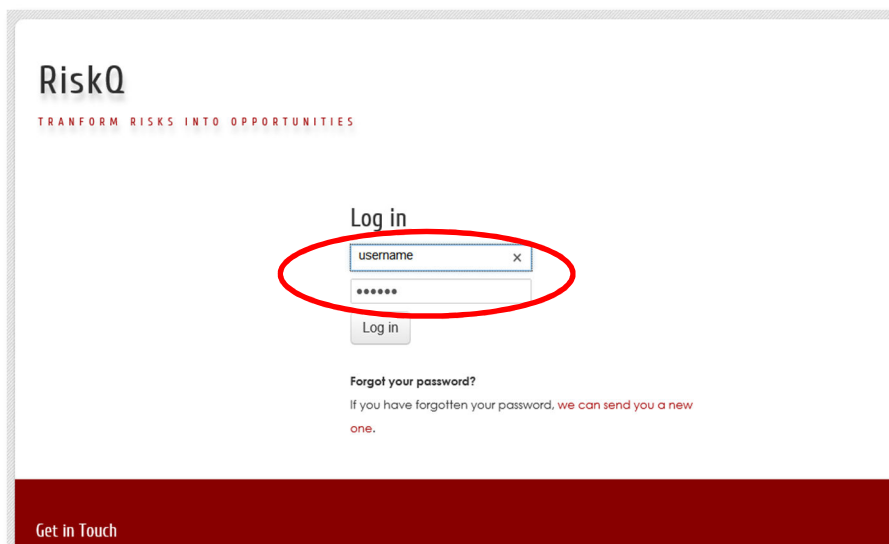 RiskQ
TRANFORM RISKS INTO OPPORTUNITIES
Log in
username ×
••••••
Log in
Forgot your password?
If you have forgotten your password, we can send you a new
one.
Get in Touch